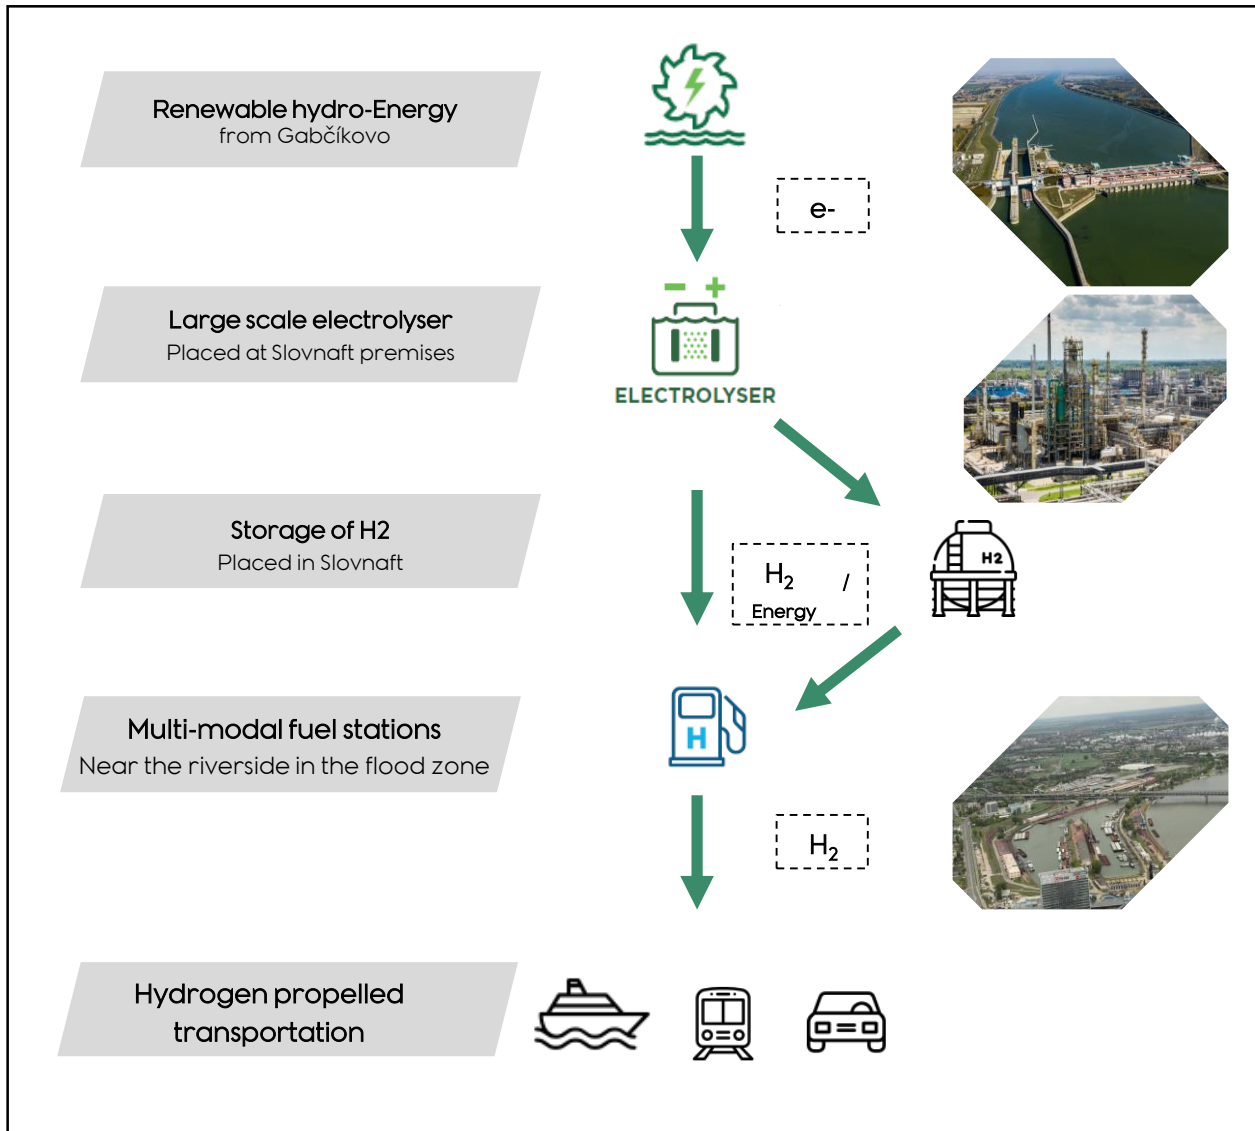 Renewable hydro-Energy
from Gabčíkovo
e-
Large scale electrolyser
Placed at Slovnaft premises
ELECTROLYSER
Storage of H2
Placed in Slovnaft
H₂ /
Energy
H2
Multi-modal fuel stations
Near the riverside in the flood zone
H
H₂
Hydrogen propelled
transportation